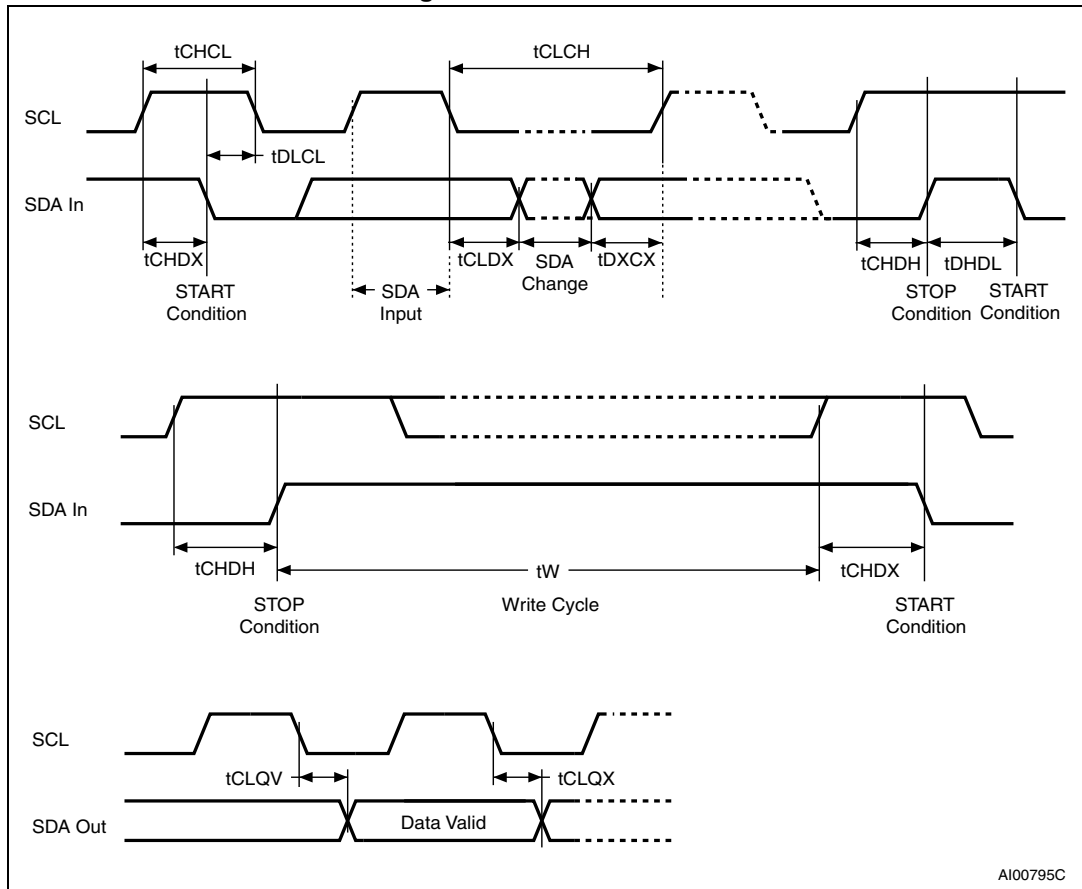 tCHCL
tCLCH
SCL
tDLCL
SDA In
tCHDX
tCLDX
SDA
Change
tDXCX
tCHDH
tDHDL
START
Condition
SDA
Input
STOP
Condition
START
Condition
SCL
SDA In
tCHDH
tW
tCHDX
STOP
Condition
Write Cycle
START
Condition
SCL
tCLQV
tCLQX
SDA Out
Data Valid
AI00795C